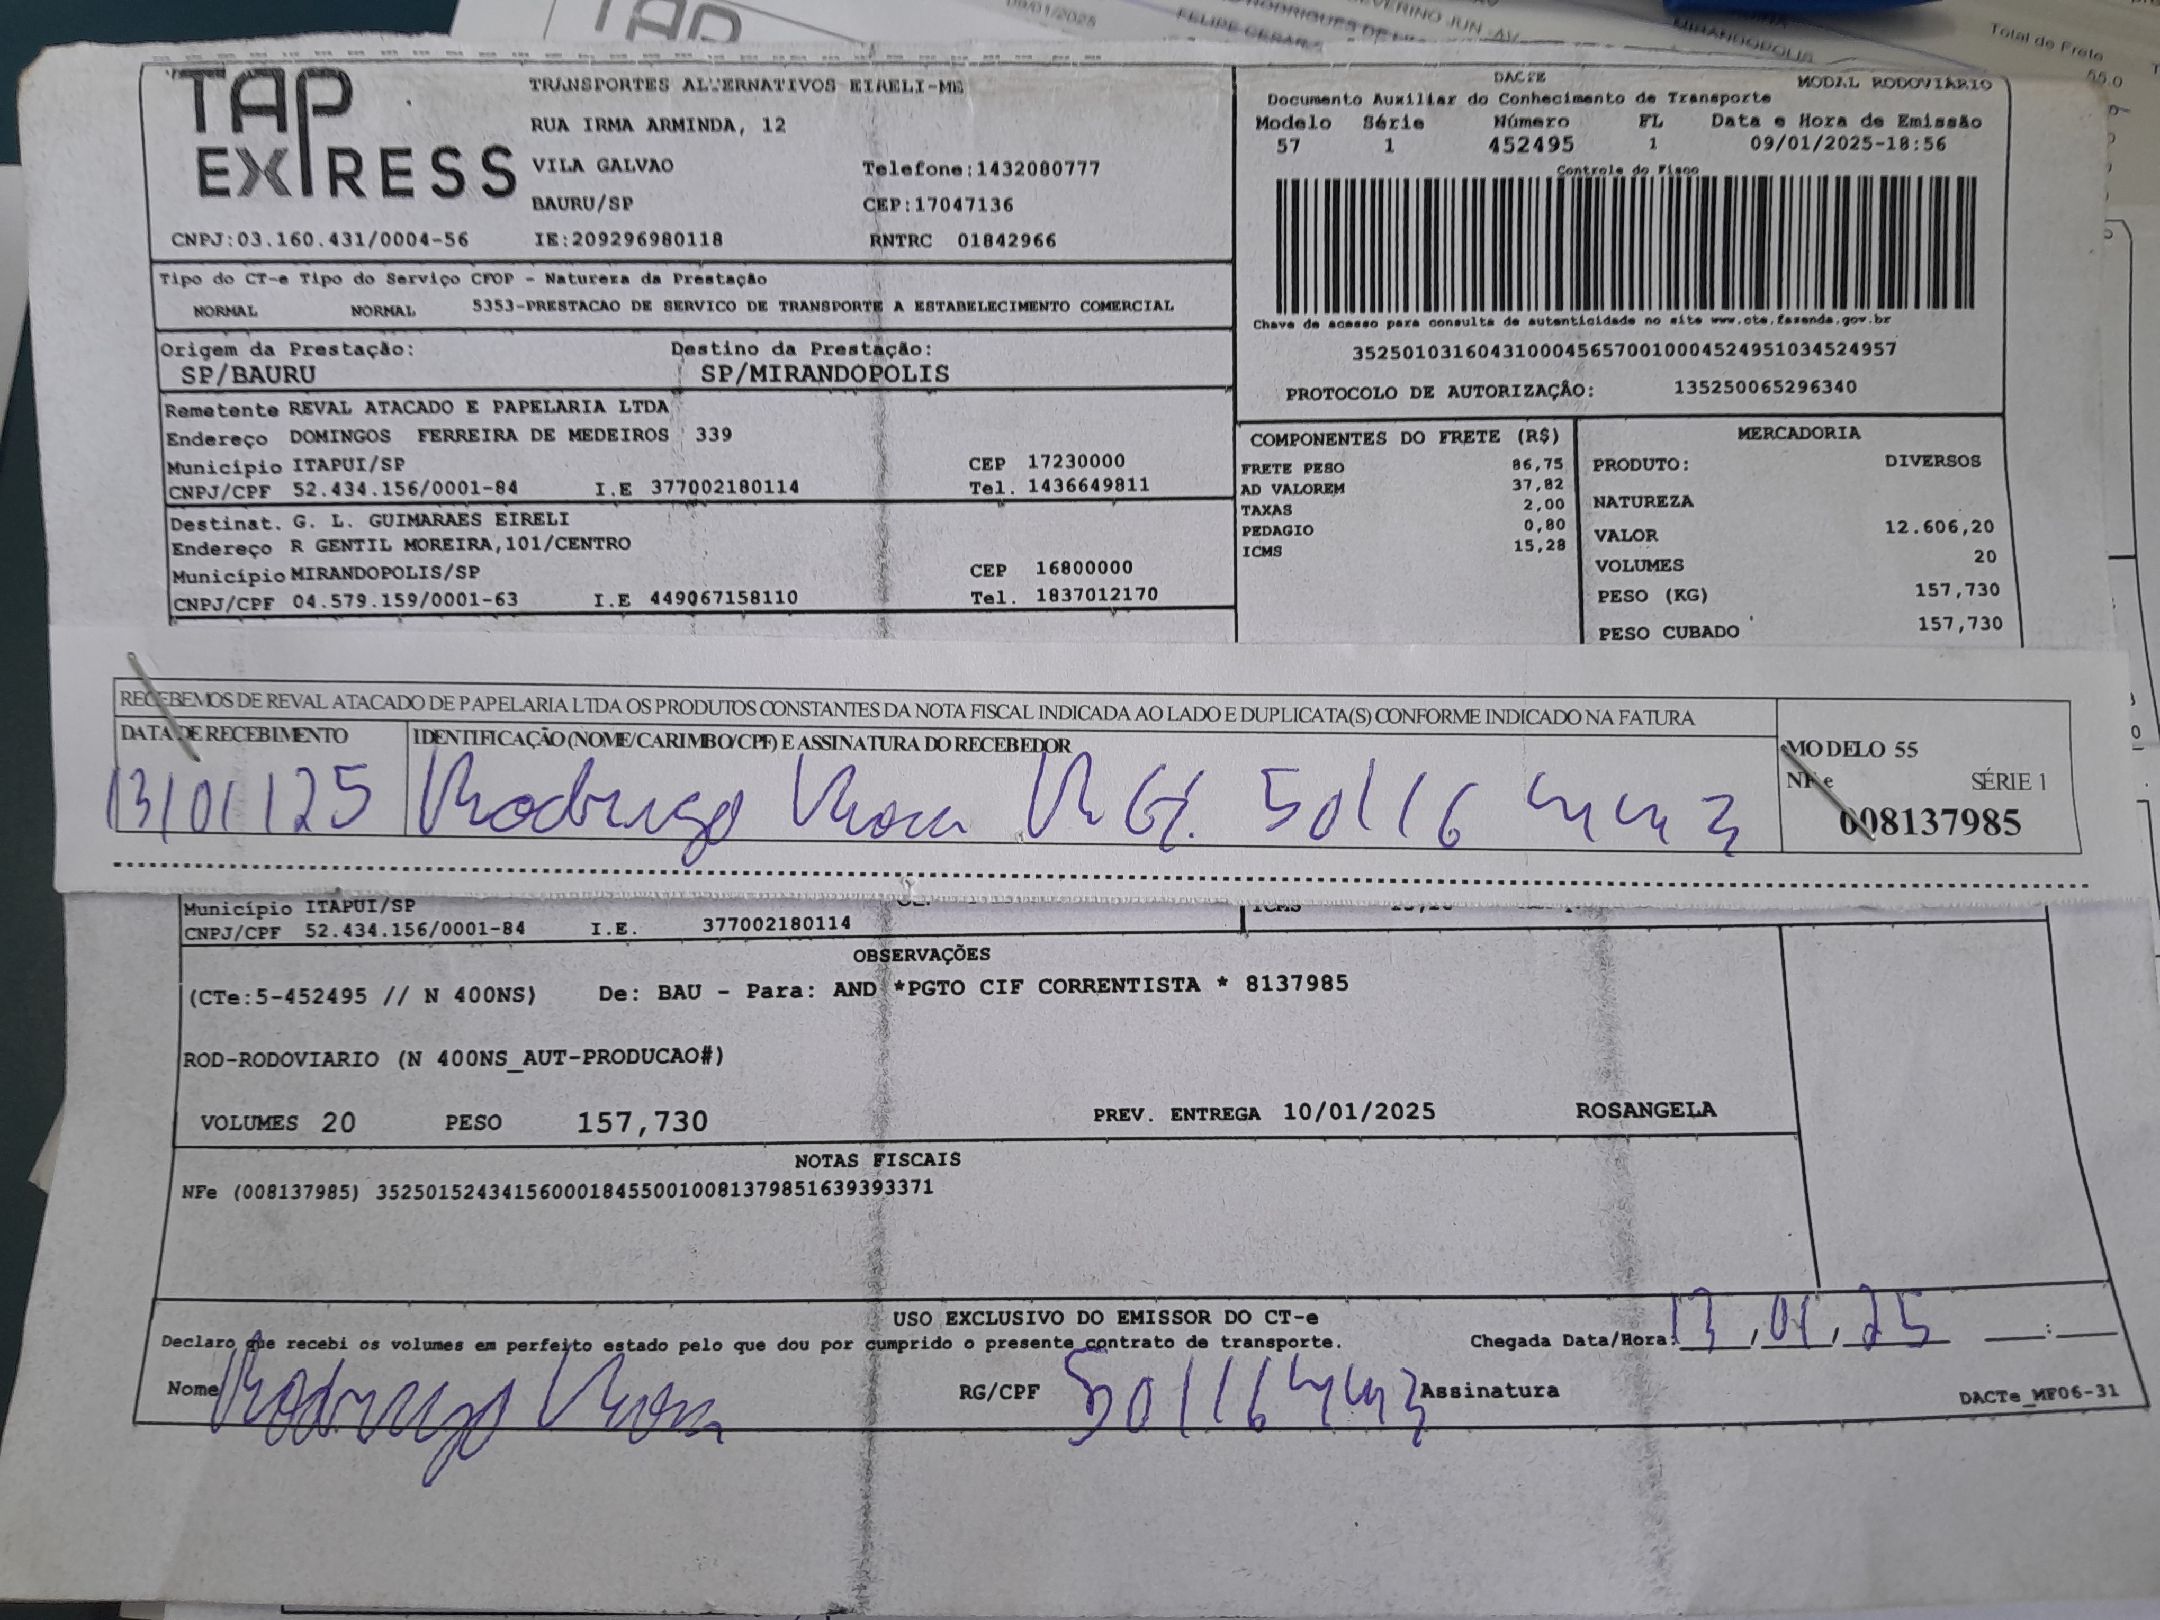 TAP
09/01/2025
FELIPE
MIRANDOPOLIS
Total do Frete
TAP
EXPRESS
TRANSPORTES ALTERNATIVOS EIRELI-ME
RUA IRMA ARMINDA, 12
VILA GALVAO Telefone:1432080777
BAURU/SP CEP:17047136
CNPJ:03.160.431/0004-56 IE:209296980118 RNTRC 01842966
DACTE MODAL RODOVIÁRIO
Documento Auxiliar do Conhecimento de Transporte
Modelo Série Número FL Data e Hora de Emissão
57 1 452495 1 09/01/2025-18:56
Controle do Fisco
Chave de acesso para consulta de autenticidade no site www.cte.fazenda.gov.br
35250103160431000456570010004524951034524957
PROTOCOLO DE AUTORIZAÇÃO: 135250065296340
Tipo do CT-e Tipo do Serviço CFOP - Natureza da Prestação
NORMAL NORMAL 5353-PRESTACAO DE SERVICO DE TRANSPORTE A ESTABELECIMENTO COMERCIAL
Origem da Prestação: Destino da Prestação:
SP/BAURU SP/MIRANDOPOLIS
Remetente REVAL ATACADO E PAPELARIA LTDA
Endereço DOMINGOS FERREIRA DE MEDEIROS 339
Município ITAPUI/SP CEP 17230000
CNPJ/CPF 52.434.156/0001-84 I.E 377002180114 Tel. 1436649811
Destinat. G. L. GUIMARAES EIRELI
Endereço R GENTIL MOREIRA,101/CENTRO
Município MIRANDOPOLIS/SP CEP 16800000
CNPJ/CPF 04.579.159/0001-63 I.E 449067158110 Tel. 1837012170
COMPONENTES DO FRETE (R$)
FRETE PESO 86,75
AD VALOREM 37,82
TAXAS 2,00
PEDAGIO 0,80
ICMS 15,28
MERCADORIA
PRODUTO: DIVERSOS
NATUREZA
VALOR 12.606,20
VOLUMES 20
PESO (KG) 157,730
PESO CUBADO 157,730
RECEBEMOS DE REVAL ATACADO DE PAPELARIA LTDA OS PRODUTOS CONSTANTES DA NOTA FISCAL INDICADA AO LADO E DUPLICATA(S) CONFORME INDICADO NA FATURA
DATA DE RECEBIMENTO IDENTIFICAÇÃO (NOME/CARIMBO/CPF) E ASSINATURA DO RECEBEDOR
13/01/25 Rodrigo
MODELO 55
NF e SÉRIE 1
008137985
Município ITAPUI/SP
CNPJ/CPF 52.434.156/0001-84 I.E. 377002180114
OBSERVAÇÕES
(CTe:5-452495 // N 400NS) De: BAU - Para: AND *PGTO CIF CORRENTISTA * 8137985
ROD-RODOVIARIO (N 400NS_AUT-PRODUCAO#)
VOLUMES 20 PESO 157,730 PREV. ENTREGA 10/01/2025 ROSANGELA
NOTAS FISCAIS
NFe (008137985) 35250152434156000184550010081379851639393371
USO EXCLUSIVO DO EMISSOR DO CT-e
Declaro que recebi os volumes em perfeito estado pelo que dou por cumprido o presente contrato de transporte. Chegada Data/Hora: 13,01,25 :
Nome Rodrigo RG/CPF 501164443 Assinatura
DACTe_MF06-31